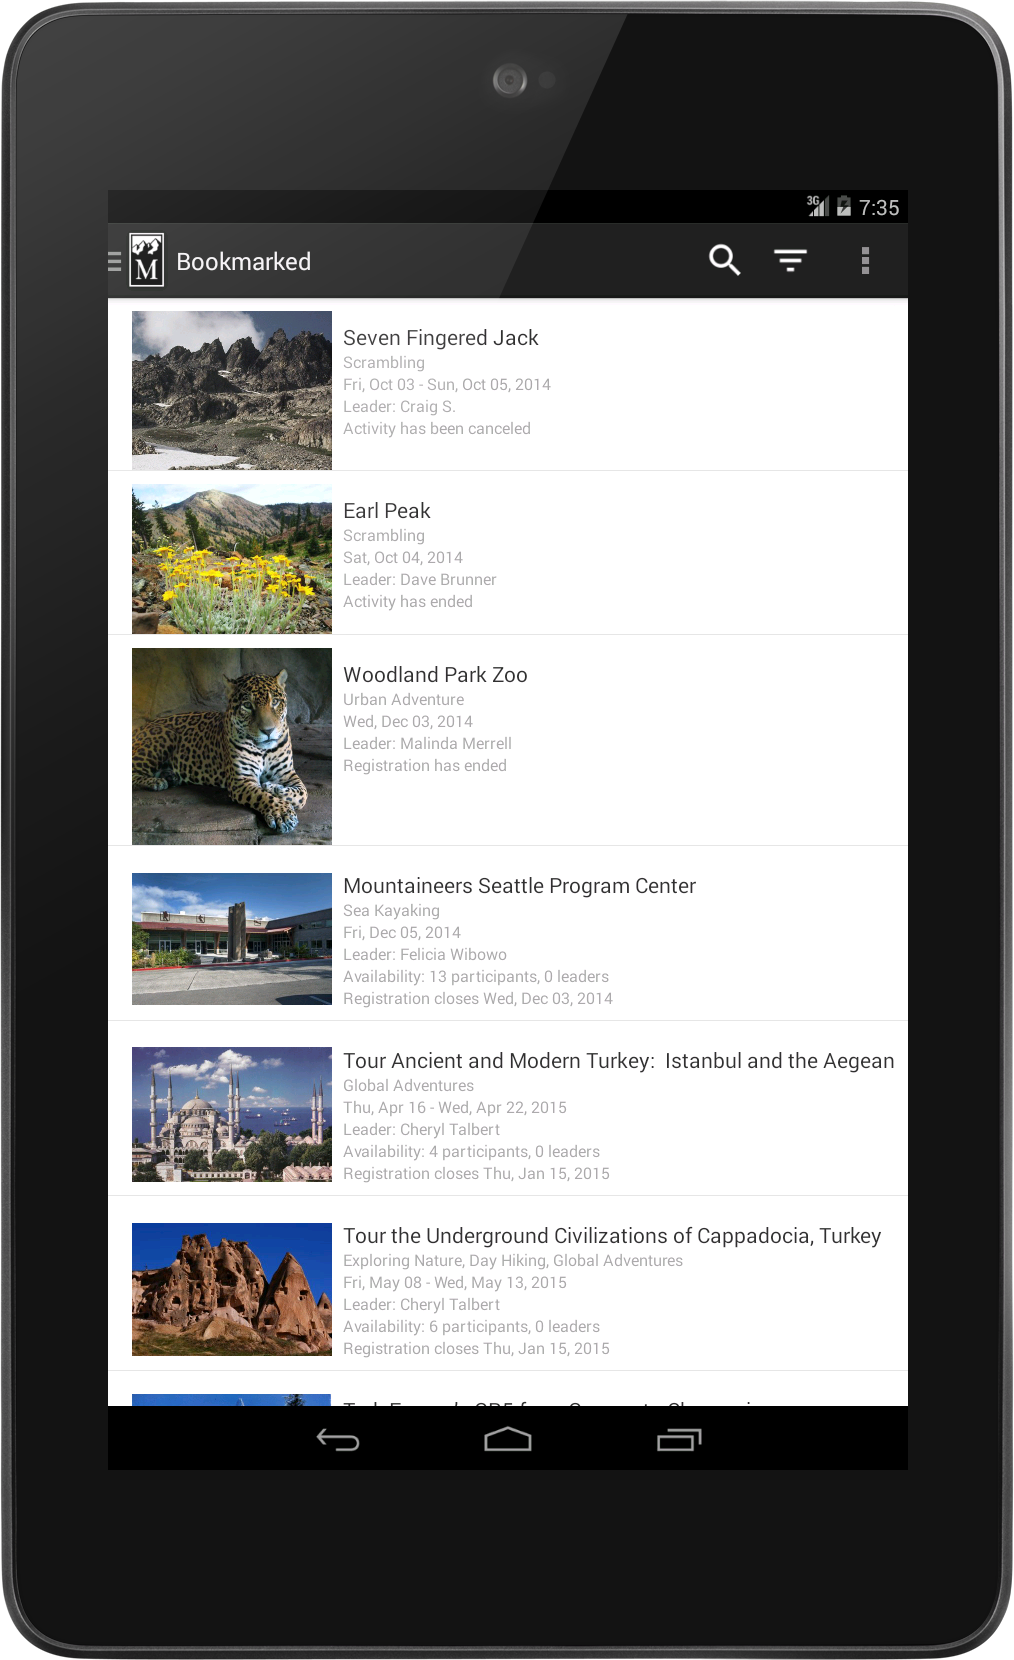 3G 7:35
M Bookmarked
Seven Fingered Jack
Scrambling
Fri, Oct 03 - Sun, Oct 05, 2014
Leader: Craig S.
Activity has been canceled
Earl Peak
Scrambling
Sat, Oct 04, 2014
Leader: Dave Brunner
Activity has ended
Woodland Park Zoo
Urban Adventure
Wed, Dec 03, 2014
Leader: Malinda Merrell
Registration has ended
Mountaineers Seattle Program Center
Sea Kayaking
Fri, Dec 05, 2014
Leader: Felicia Wibowo
Availability: 13 participants, 0 leaders
Registration closes Wed, Dec 03, 2014
Tour Ancient and Modern Turkey:  Istanbul and the Aegean
Global Adventures
Thu, Apr 16 - Wed, Apr 22, 2015
Leader: Cheryl Talbert
Availability: 4 participants, 0 leaders
Registration closes Thu, Jan 15, 2015
Tour the Underground Civilizations of Cappadocia, Turkey
Exploring Nature, Day Hiking, Global Adventures
Fri, May 08 - Wed, May 13, 2015
Leader: Cheryl Talbert
Availability: 6 participants, 0 leaders
Registration closes Thu, Jan 15, 2015